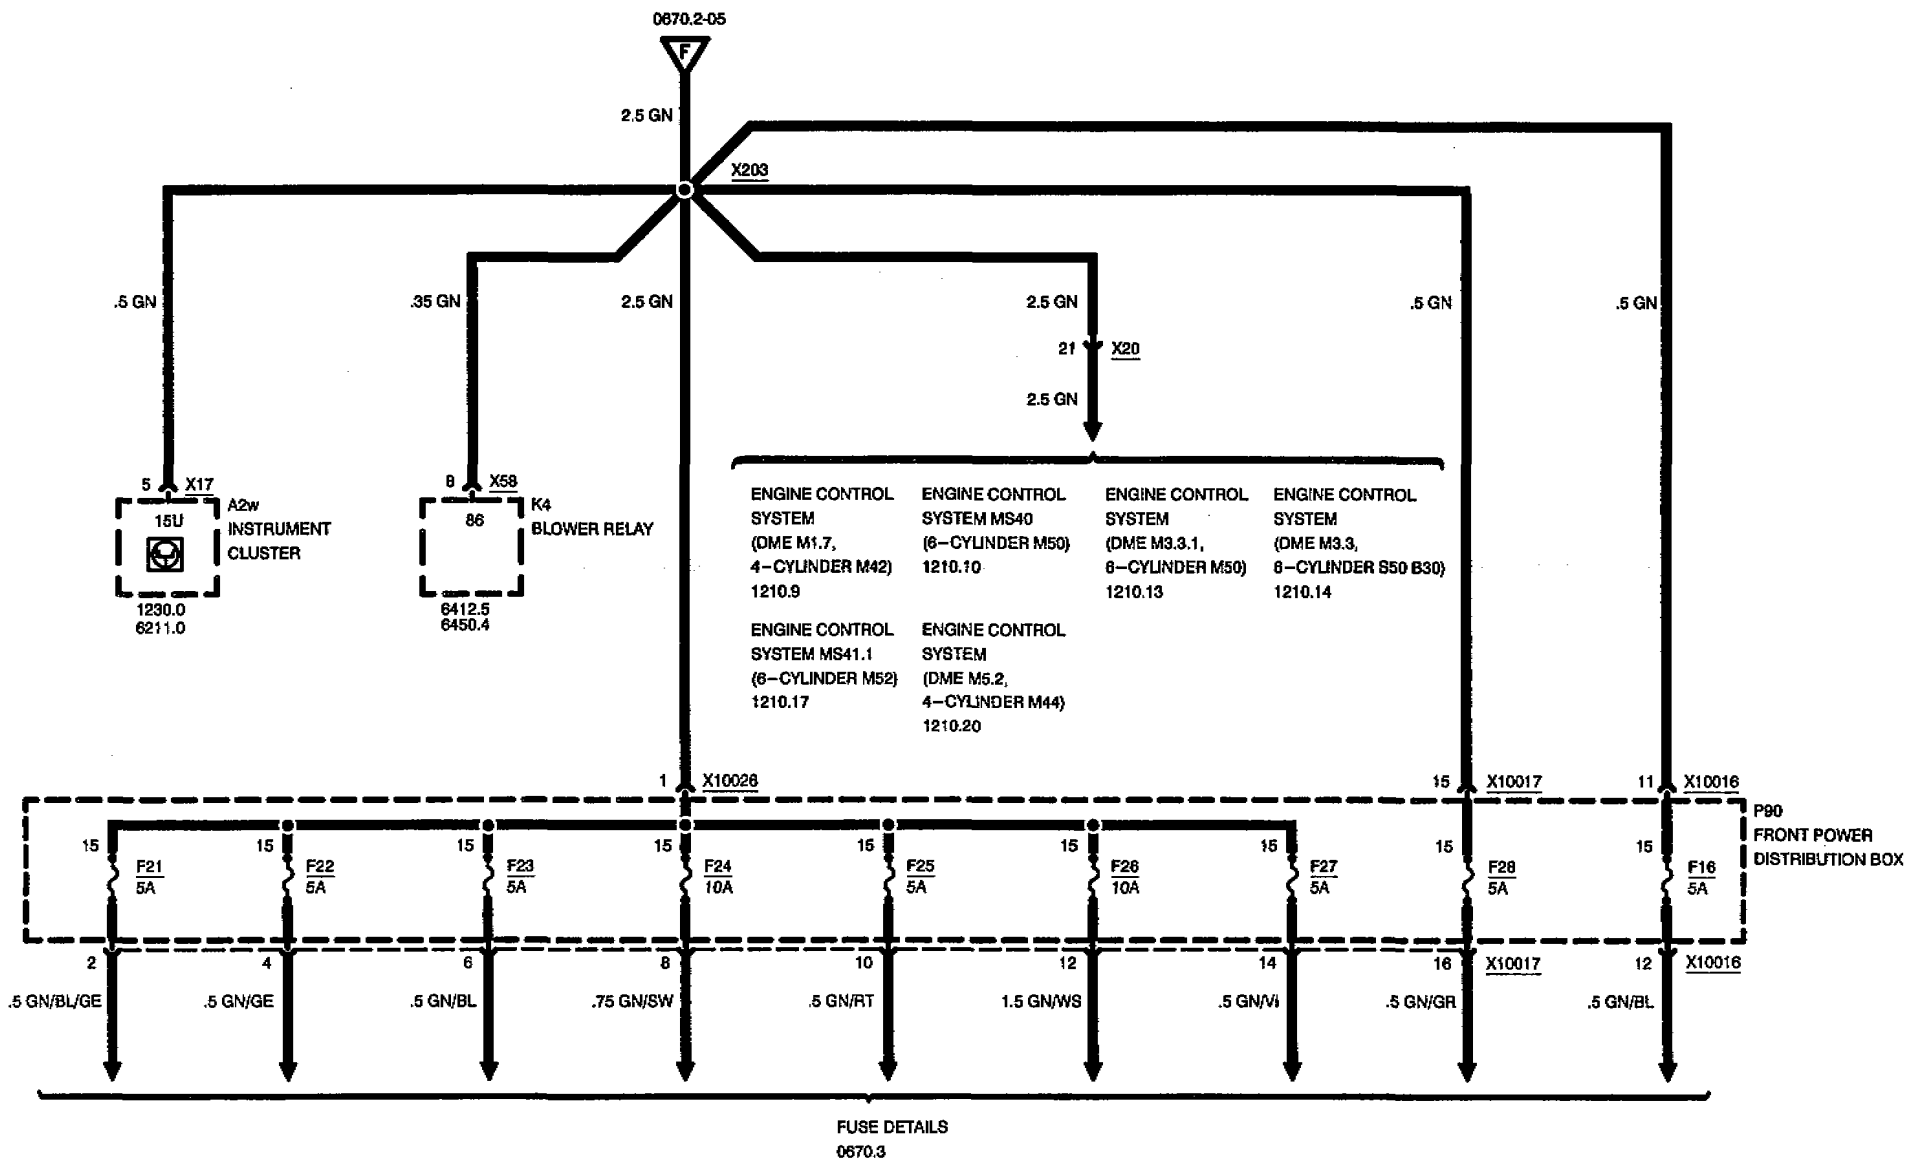 0670.2-05
F
2.5 GN
X203
.5 GN
.35 GN
2.5 GN
2.5 GN
.5 GN
.5 GN
21 X20
2.5 GN
5 X17
15U
A2w
INSTRUMENT
CLUSTER
1230.0
6211.0
8 X58
86
K4
BLOWER RELAY
6412.5
6450.4
ENGINE CONTROL
SYSTEM
(DME M1.7,
4-CYLINDER M42)
1210.9
ENGINE CONTROL
SYSTEM MS40
(6-CYLINDER M50)
1210.10
ENGINE CONTROL
SYSTEM
(DME M3.3.1,
6-CYLINDER M50)
1210.13
ENGINE CONTROL
SYSTEM
(DME M3.3,
6-CYLINDER S50 B30)
1210.14
ENGINE CONTROL
SYSTEM MS41.1
(6-CYLINDER M52)
1210.17
ENGINE CONTROL
SYSTEM
(DME M5.2,
4-CYLINDER M44)
1210.20
1 X10026
15 X10017
11 X10016
P90
FRONT POWER
DISTRIBUTION BOX
15 F21 5A
15 F22 5A
15 F23 5A
15 F24 10A
15 F25 5A
15 F26 10A
15 F27 5A
15 F28 5A
15 F16 5A
2 4 6 8 10 12 14 16 X10017 12 X10016
.5 GN/BL/GE .5 GN/GE .5 GN/BL .75 GN/SW .5 GN/RT 1.5 GN/WS .5 GN/VI .5 GN/GR .5 GN/BL
FUSE DETAILS
0670.3